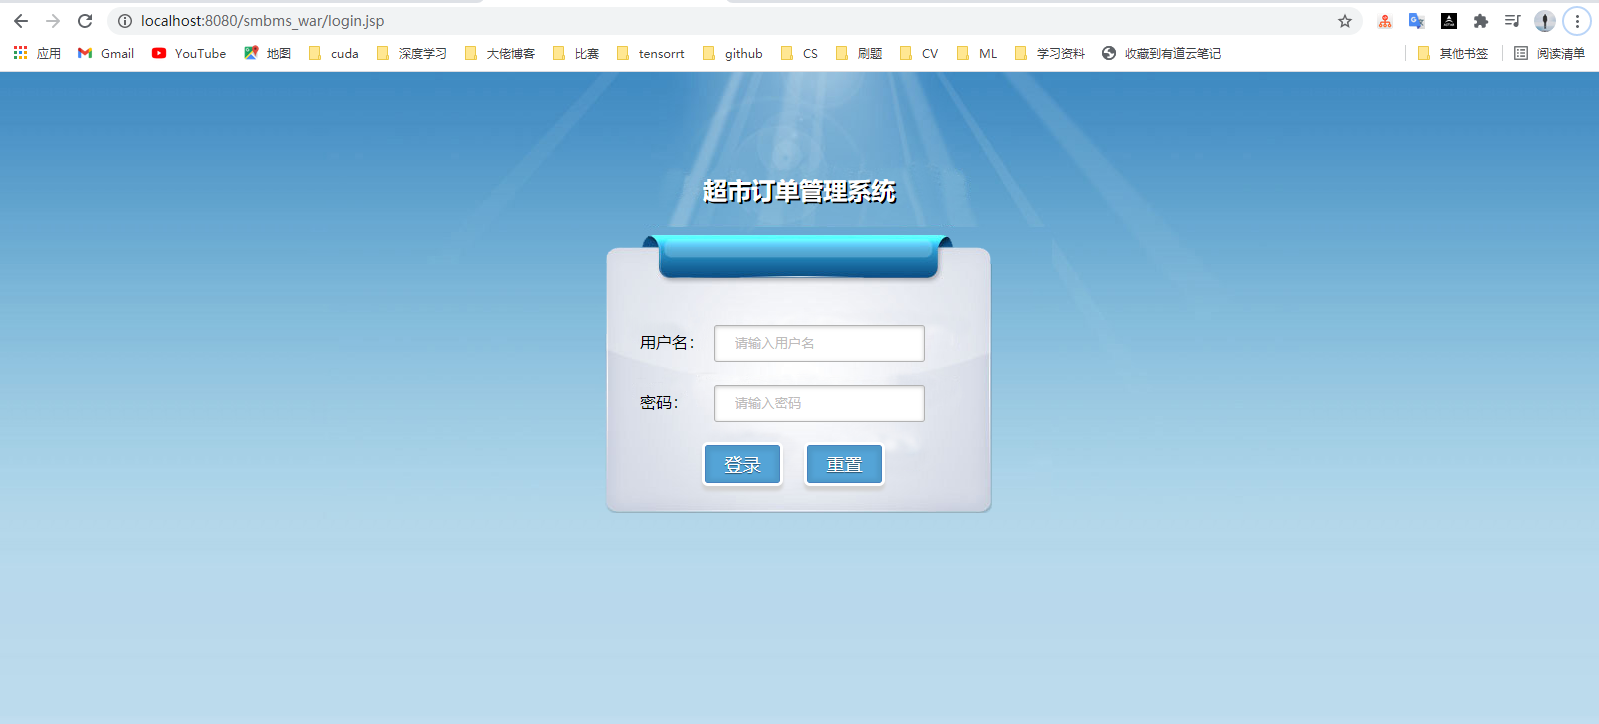 localhost:8080/smbms_war/login.jsp
应用 Gmail YouTube 地图 cuda 深度学习 大佬博客 比赛 tensorrt github CS 刷题 CV ML 学习资料 收藏到有道云笔记 其他书签 阅读清单
超市订单管理系统
用户名： 请输入用户名
密码： 请输入密码
登录 重置